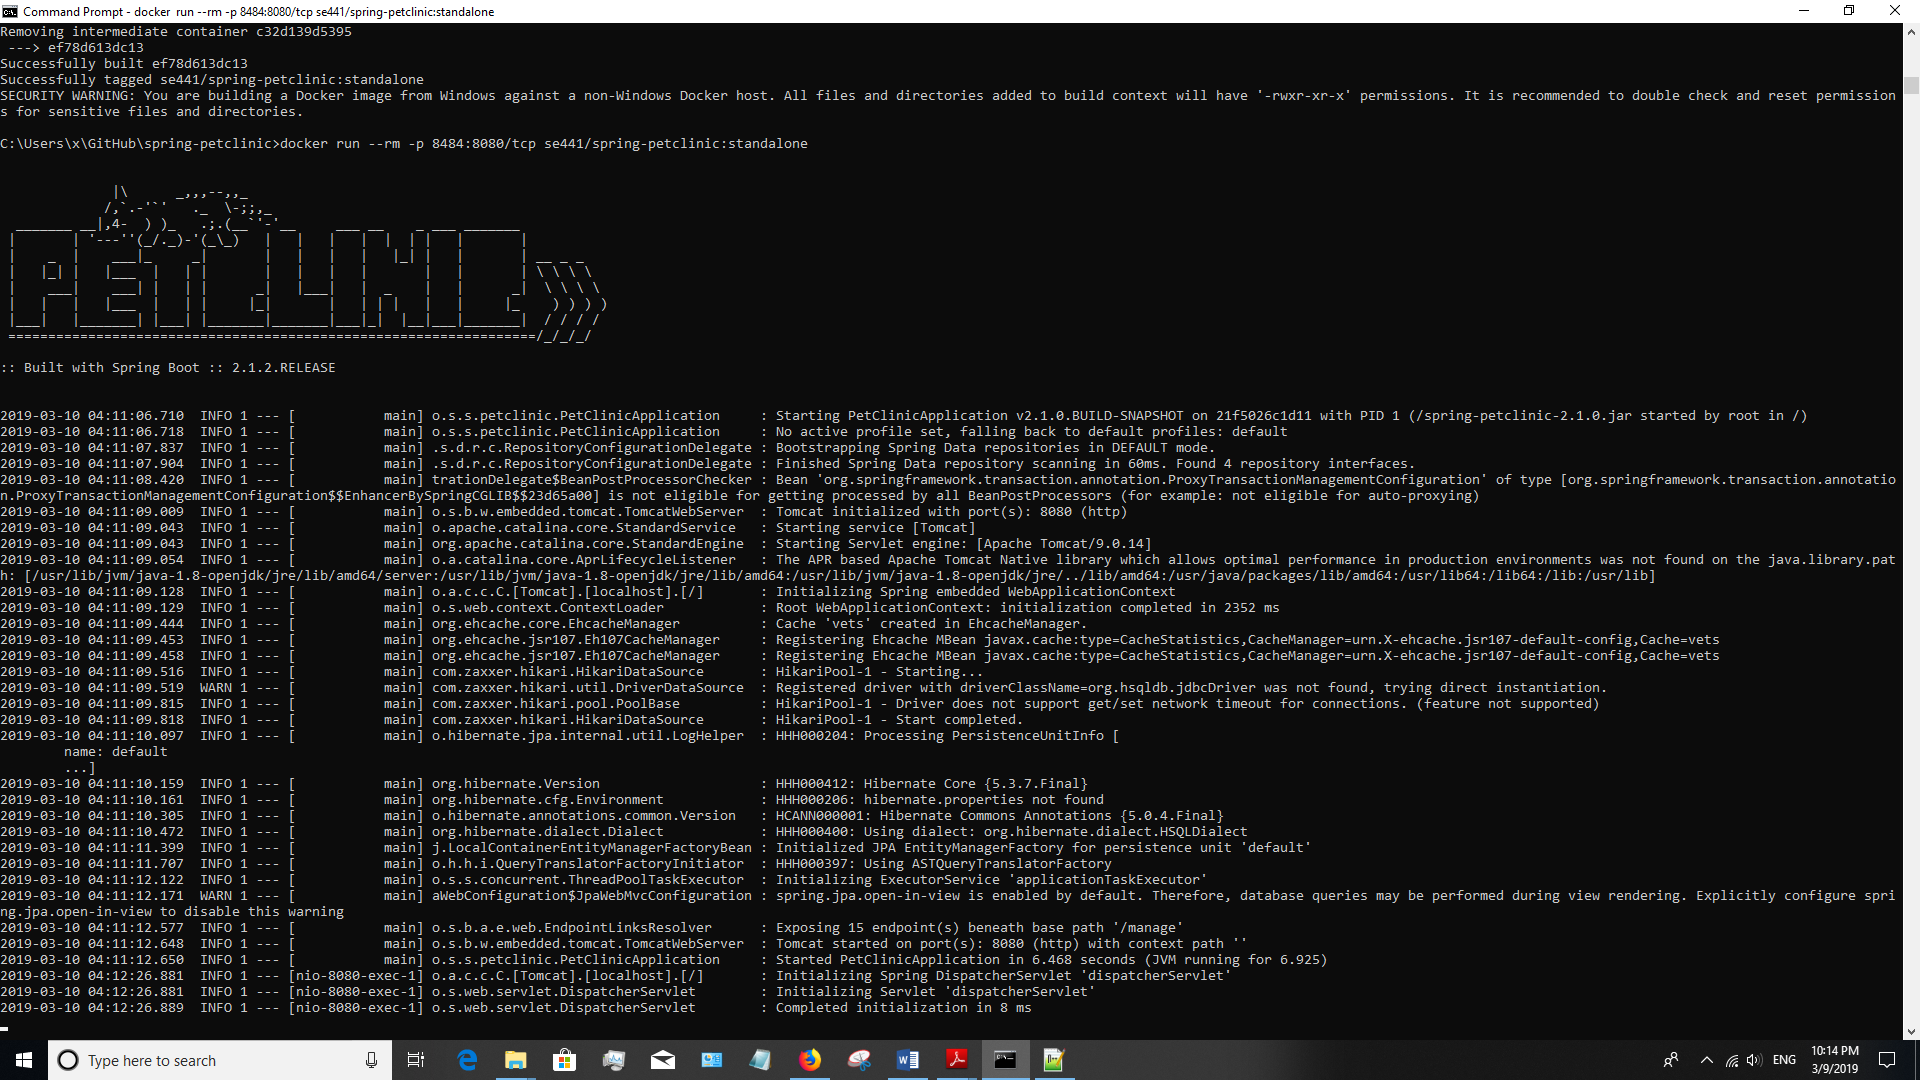 Command Prompt - docker run --rm -p 8484:8080/tcp se441/spring-petclinic:standalone
Removing intermediate container c32d139d5395
 ---> ef78d613dc13
Successfully built ef78d613dc13
Successfully tagged se441/spring-petclinic:standalone
SECURITY WARNING: You are building a Docker image from Windows against a non-Windows Docker host. All files and directories added to build context will have '-rwxr-xr-x' permissions. It is recommended to double check and reset permission
s for sensitive files and directories.
C:\Users\x\GitHub\spring-petclinic>docker run --rm -p 8484:8080/tcp se441/spring-petclinic:standalone
:: Built with Spring Boot :: 2.1.2.RELEASE
2019-03-10 04:11:06.710  INFO 1 --- [           main] o.s.s.petclinic.PetClinicApplication     : Starting PetClinicApplication v2.1.0.BUILD-SNAPSHOT on 21f5026c1d11 with PID 1 (/spring-petclinic-2.1.0.jar started by root in /)
2019-03-10 04:11:06.718  INFO 1 --- [           main] o.s.s.petclinic.PetClinicApplication     : No active profile set, falling back to default profiles: default
2019-03-10 04:11:07.837  INFO 1 --- [           main] .s.d.r.c.RepositoryConfigurationDelegate : Bootstrapping Spring Data repositories in DEFAULT mode.
2019-03-10 04:11:07.904  INFO 1 --- [           main] .s.d.r.c.RepositoryConfigurationDelegate : Finished Spring Data repository scanning in 60ms. Found 4 repository interfaces.
2019-03-10 04:11:08.420  INFO 1 --- [           main] trationDelegate$BeanPostProcessorChecker : Bean 'org.springframework.transaction.annotation.ProxyTransactionManagementConfiguration' of type [org.springframework.transaction.annotatio
n.ProxyTransactionManagementConfiguration$$EnhancerBySpringCGLIB$$23d65a00] is not eligible for getting processed by all BeanPostProcessors (for example: not eligible for auto-proxying)
2019-03-10 04:11:09.009  INFO 1 --- [           main] o.s.b.w.embedded.tomcat.TomcatWebServer  : Tomcat initialized with port(s): 8080 (http)
2019-03-10 04:11:09.043  INFO 1 --- [           main] o.apache.catalina.core.StandardService   : Starting service [Tomcat]
2019-03-10 04:11:09.043  INFO 1 --- [           main] org.apache.catalina.core.StandardEngine  : Starting Servlet engine: [Apache Tomcat/9.0.14]
2019-03-10 04:11:09.054  INFO 1 --- [           main] o.a.catalina.core.AprLifecycleListener   : The APR based Apache Tomcat Native library which allows optimal performance in production environments was not found on the java.library.pat
h: [/usr/lib/jvm/java-1.8-openjdk/jre/lib/amd64/server:/usr/lib/jvm/java-1.8-openjdk/jre/lib/amd64:/usr/lib/jvm/java-1.8-openjdk/jre/../lib/amd64:/usr/java/packages/lib/amd64:/usr/lib64:/lib64:/lib:/usr/lib]
2019-03-10 04:11:09.128  INFO 1 --- [           main] o.a.c.c.C.[Tomcat].[localhost].[/]       : Initializing Spring embedded WebApplicationContext
2019-03-10 04:11:09.129  INFO 1 --- [           main] o.s.web.context.ContextLoader            : Root WebApplicationContext: initialization completed in 2352 ms
2019-03-10 04:11:09.444  INFO 1 --- [           main] org.ehcache.core.EhcacheManager          : Cache 'vets' created in EhcacheManager.
2019-03-10 04:11:09.453  INFO 1 --- [           main] org.ehcache.jsr107.Eh107CacheManager     : Registering Ehcache MBean javax.cache:type=CacheStatistics,CacheManager=urn.X-ehcache.jsr107-default-config,Cache=vets
2019-03-10 04:11:09.458  INFO 1 --- [           main] org.ehcache.jsr107.Eh107CacheManager     : Registering Ehcache MBean javax.cache:type=CacheStatistics,CacheManager=urn.X-ehcache.jsr107-default-config,Cache=vets
2019-03-10 04:11:09.516  INFO 1 --- [           main] com.zaxxer.hikari.HikariDataSource       : HikariPool-1 - Starting...
2019-03-10 04:11:09.519  WARN 1 --- [           main] com.zaxxer.hikari.util.DriverDataSource  : Registered driver with driverClassName=org.hsqldb.jdbcDriver was not found, trying direct instantiation.
2019-03-10 04:11:09.815  INFO 1 --- [           main] com.zaxxer.hikari.pool.PoolBase          : HikariPool-1 - Driver does not support get/set network timeout for connections. (feature not supported)
2019-03-10 04:11:09.818  INFO 1 --- [           main] com.zaxxer.hikari.HikariDataSource       : HikariPool-1 - Start completed.
2019-03-10 04:11:10.097  INFO 1 --- [           main] o.hibernate.jpa.internal.util.LogHelper  : HHH000204: Processing PersistenceUnitInfo [
        name: default
        ...]
2019-03-10 04:11:10.159  INFO 1 --- [           main] org.hibernate.Version                    : HHH000412: Hibernate Core {5.3.7.Final}
2019-03-10 04:11:10.161  INFO 1 --- [           main] org.hibernate.cfg.Environment            : HHH000206: hibernate.properties not found
2019-03-10 04:11:10.305  INFO 1 --- [           main] o.hibernate.annotations.common.Version   : HCANN000001: Hibernate Commons Annotations {5.0.4.Final}
2019-03-10 04:11:10.472  INFO 1 --- [           main] org.hibernate.dialect.Dialect            : HHH000400: Using dialect: org.hibernate.dialect.HSQLDialect
2019-03-10 04:11:11.399  INFO 1 --- [           main] j.LocalContainerEntityManagerFactoryBean : Initialized JPA EntityManagerFactory for persistence unit 'default'
2019-03-10 04:11:11.707  INFO 1 --- [           main] o.h.h.i.QueryTranslatorFactoryInitiator  : HHH000397: Using ASTQueryTranslatorFactory
2019-03-10 04:11:12.122  INFO 1 --- [           main] o.s.s.concurrent.ThreadPoolTaskExecutor  : Initializing ExecutorService 'applicationTaskExecutor'
2019-03-10 04:11:12.171  WARN 1 --- [           main] aWebConfiguration$JpaWebMvcConfiguration : spring.jpa.open-in-view is enabled by default. Therefore, database queries may be performed during view rendering. Explicitly configure spri
ng.jpa.open-in-view to disable this warning
2019-03-10 04:11:12.577  INFO 1 --- [           main] o.s.b.a.e.web.EndpointLinksResolver      : Exposing 15 endpoint(s) beneath base path '/manage'
2019-03-10 04:11:12.648  INFO 1 --- [           main] o.s.b.w.embedded.tomcat.TomcatWebServer  : Tomcat started on port(s): 8080 (http) with context path ''
2019-03-10 04:11:12.650  INFO 1 --- [           main] o.s.s.petclinic.PetClinicApplication     : Started PetClinicApplication in 6.468 seconds (JVM running for 6.925)
2019-03-10 04:12:26.881  INFO 1 --- [nio-8080-exec-1] o.a.c.c.C.[Tomcat].[localhost].[/]       : Initializing Spring DispatcherServlet 'dispatcherServlet'
2019-03-10 04:12:26.881  INFO 1 --- [nio-8080-exec-1] o.s.web.servlet.DispatcherServlet        : Initializing Servlet 'dispatcherServlet'
2019-03-10 04:12:26.889  INFO 1 --- [nio-8080-exec-1] o.s.web.servlet.DispatcherServlet        : Completed initialization in 8 ms
Type here to search
ENG
10:14 PM
3/9/2019